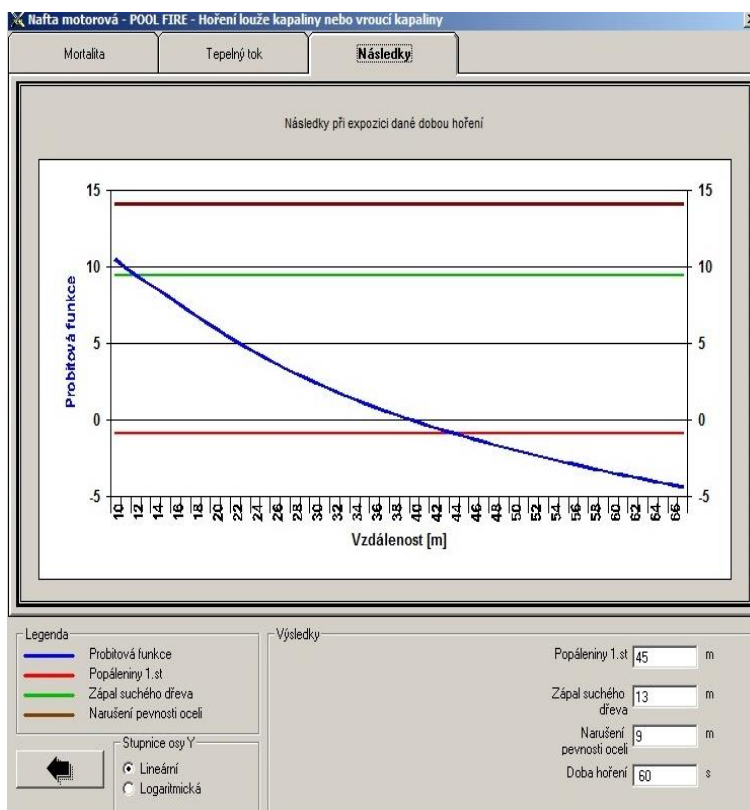 Nafta motorová - POOL FIRE - Hoření louže kapaliny nebo vroucí kapaliny
Mortalita Tepelný tok Následky
Následky při expozici dané dobou hoření
Probitová funkce
15 15
10 10
5 5
0 0
-5 -5
10 12 14 16 18 20 22 24 26 28 30 32 34 36 38 40 42 44 46 48 50 52 54 56 58 60 62 64 66
Vzdálenost [m]
Legenda
Probitová funkce
Popáleniny 1.st
Zápal suchého dřeva
Narušení pevnosti oceli
Stupnice osy Y
Lineární
Logaritmická
Výsledky
Popáleniny 1.st 45 m
Zápal suchého
dřeva 13 m
Narušení
pevnosti oceli 9 m
Doba hoření 60 s